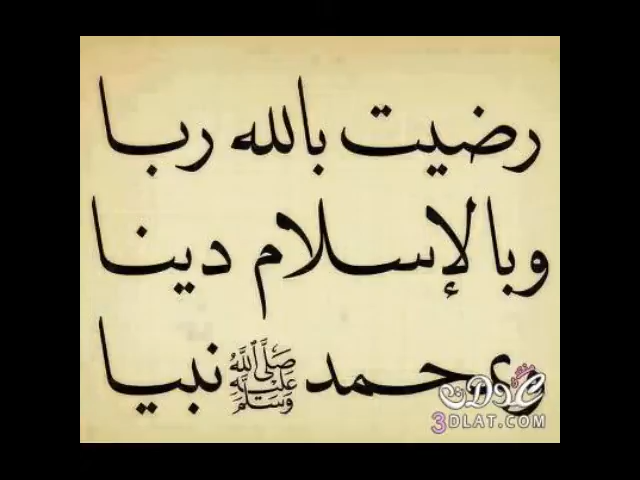 رضيت بالله ربا
وبالإسلام دينا
وبمحمد ﷺ نبيا
3DLAT.COM